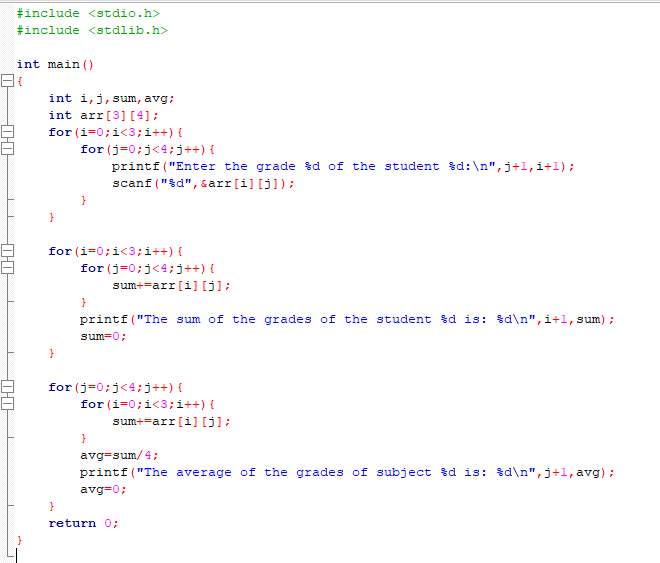 #include <stdio.h>
#include <stdlib.h>
int main()
{
int i,j,sum,avg;
int arr[3][4];
for(i=0;i<3;i++){
for(j=0;j<4;j++){
printf("Enter the grade %d of the student %d:\n",j+1,i+1);
scanf("%d",&arr[i][j]);
}
}
for(i=0;i<3;i++){
for(j=0;j<4;j++){
sum+=arr[i][j];
}
printf("The sum of the grades of the student %d is: %d\n",i+1,sum);
sum=0;
}
for(j=0;j<4;j++){
for(i=0;i<3;i++){
sum+=arr[i][j];
}
avg=sum/4;
printf("The average of the grades of subject %d is: %d\n",j+1,avg);
avg=0;
}
return 0;
}